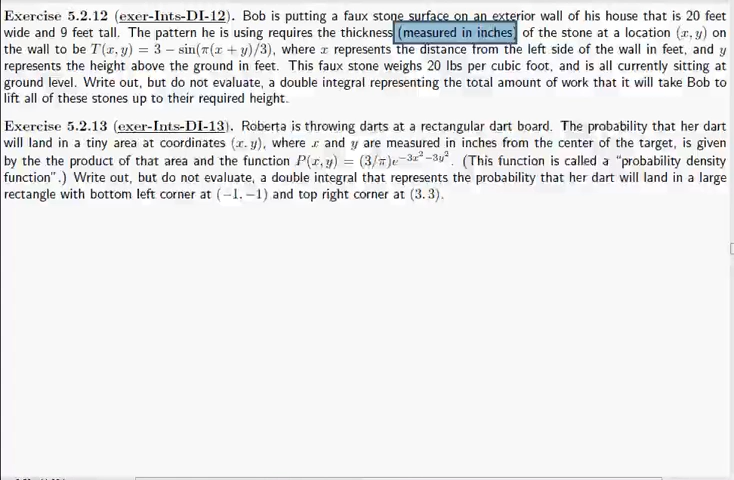 Exercise 5.2.12 (exer-Ints-DI-12). Bob is putting a faux stone surface on an exterior wall of his house that is 20 feet
wide and 9 feet tall. The pattern he is using requires the thickness (measured in inches) of the stone at a location (x, y) on
the wall to be T(x, y) = 3 − sin(π(x + y)/3), where x represents the distance from the left side of the wall in feet, and y
represents the height above the ground in feet. This faux stone weighs 20 lbs per cubic foot, and is all currently sitting at
ground level. Write out, but do not evaluate, a double integral representing the total amount of work that it will take Bob to
lift all of these stones up to their required height.
Exercise 5.2.13 (exer-Ints-DI-13). Roberta is throwing darts at a rectangular dart board. The probability that her dart
will land in a tiny area at coordinates (x, y), where x and y are measured in inches from the center of the target, is given
by the the product of that area and the function P(x, y) = (3/π)e^{−3x²−3y²}. (This function is called a "probability density
function".) Write out, but do not evaluate, a double integral that represents the probability that her dart will land in a large
rectangle with bottom left corner at (−1, −1) and top right corner at (3, 3).